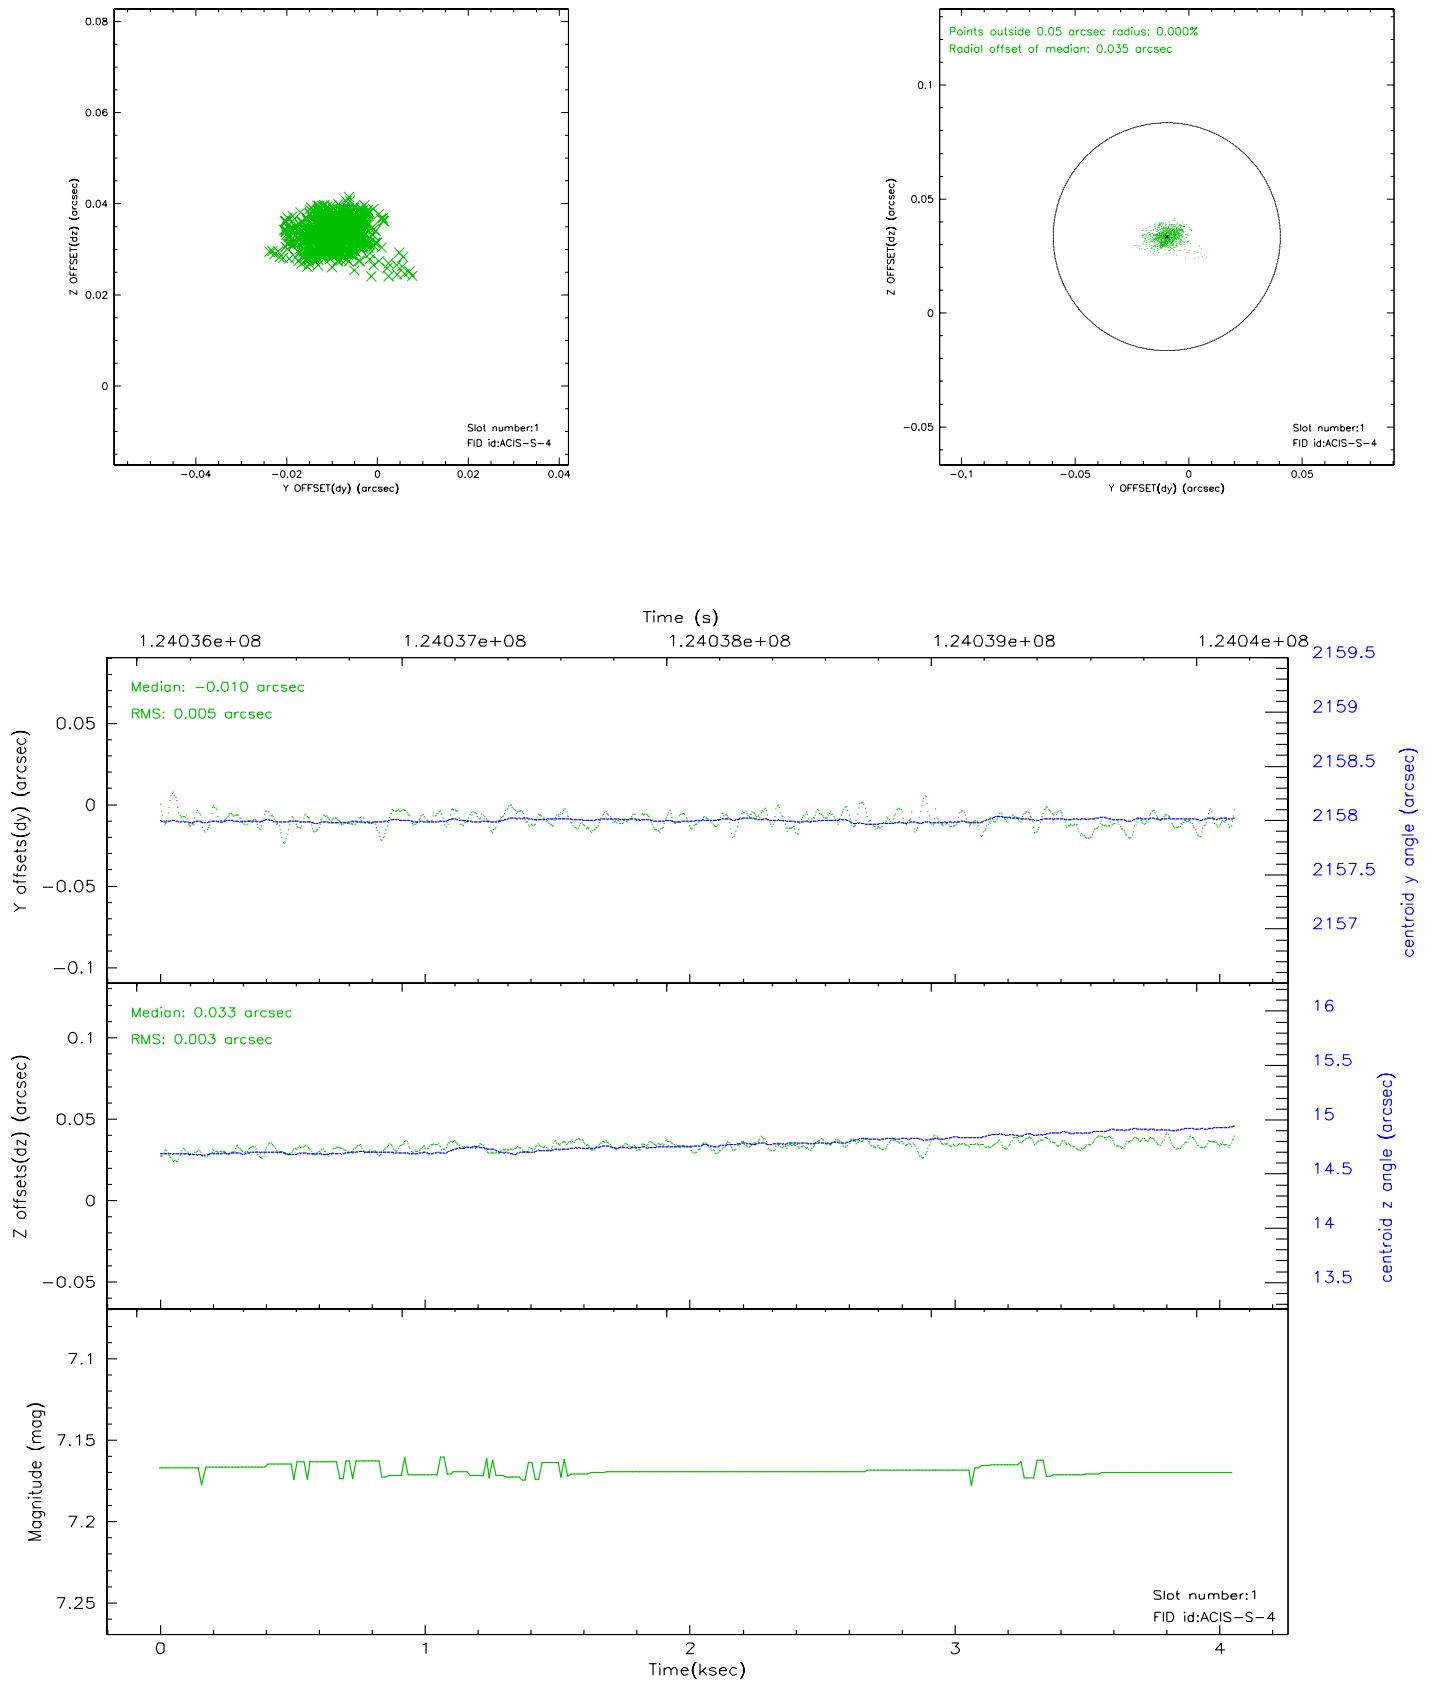 0.08
0.06
0.04
0.02
0
Z OFFSET(dz) (arcsec)
Slot number:1
FID id:ACIS-S-4
-0.04 -0.02 0 0.02 0.04
Y OFFSET(dy) (arcsec)
Points outside 0.05 arcsec radius: 0.000%
Radial offset of median: 0.035 arcsec
0.1
0.05
0
-0.05
Z OFFSET(dz) (arcsec)
Slot number:1
FID id:ACIS-S-4
-0.1 -0.05 0 0.05
Y OFFSET(dy) (arcsec)
Time (s)
1.24036e+08 1.24037e+08 1.24038e+08 1.24039e+08 1.2404e+08
Median: -0.010 arcsec
RMS: 0.005 arcsec
0.05
0
-0.05
-0.1
Y offsets(dy) (arcsec)
2159.5
2159
2158.5
2158
2157.5
2157
centroid y angle (arcsec)
Median: 0.033 arcsec
RMS: 0.003 arcsec
0.1
0.05
0
-0.05
Z offsets(dz) (arcsec)
16
15.5
15
14.5
14
13.5
centroid z angle (arcsec)
7.1
7.15
7.2
7.25
Magnitude (mag)
Slot number:1
FID id:ACIS-S-4
0 1 2 3 4
Time(ksec)